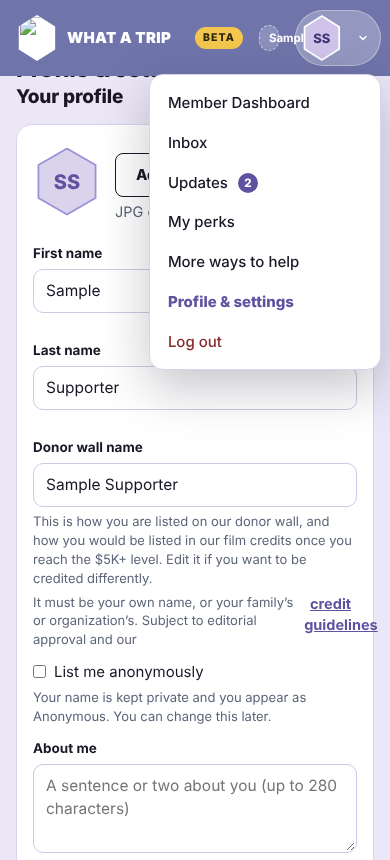 WHAT A TRIP
BETA
Sampl
SS
Your profile
Member Dashboard
Inbox
Updates 2
My perks
More ways to help
Profile & settings
Log out
SS
JPG
First name
Sample
Last name
Supporter
Donor wall name
Sample Supporter
This is how you are listed on our donor wall, and
how you would be listed in our film credits once you
reach the $5K+ level. Edit it if you want to be
credited differently.
It must be your own name, or your family’s
or organization’s. Subject to editorial
approval and our
credit
guidelines
List me anonymously
Your name is kept private and you appear as
Anonymous. You can change this later.
About me
A sentence or two about you (up to 280
characters)